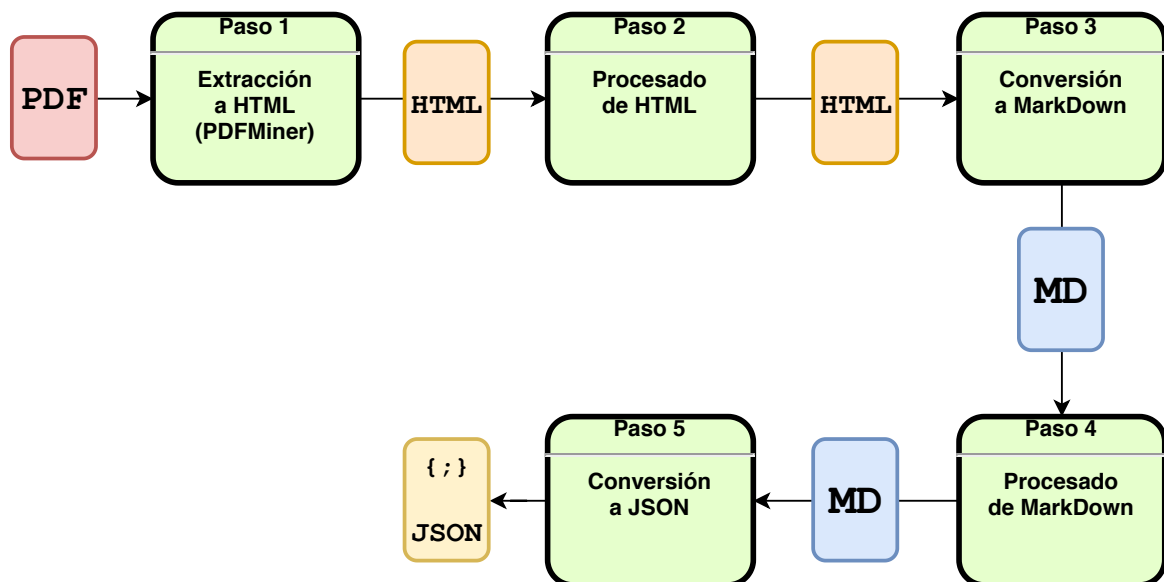 Paso 1
Extracción
a HTML
(PDFMiner)
PDF
HTML
Paso 2
Procesado
de HTML
HTML
Paso 3
Conversión
a MarkDown
MD
Paso 4
Procesado
de MarkDown
MD
Paso 5
Conversión
a JSON
{;}
JSON